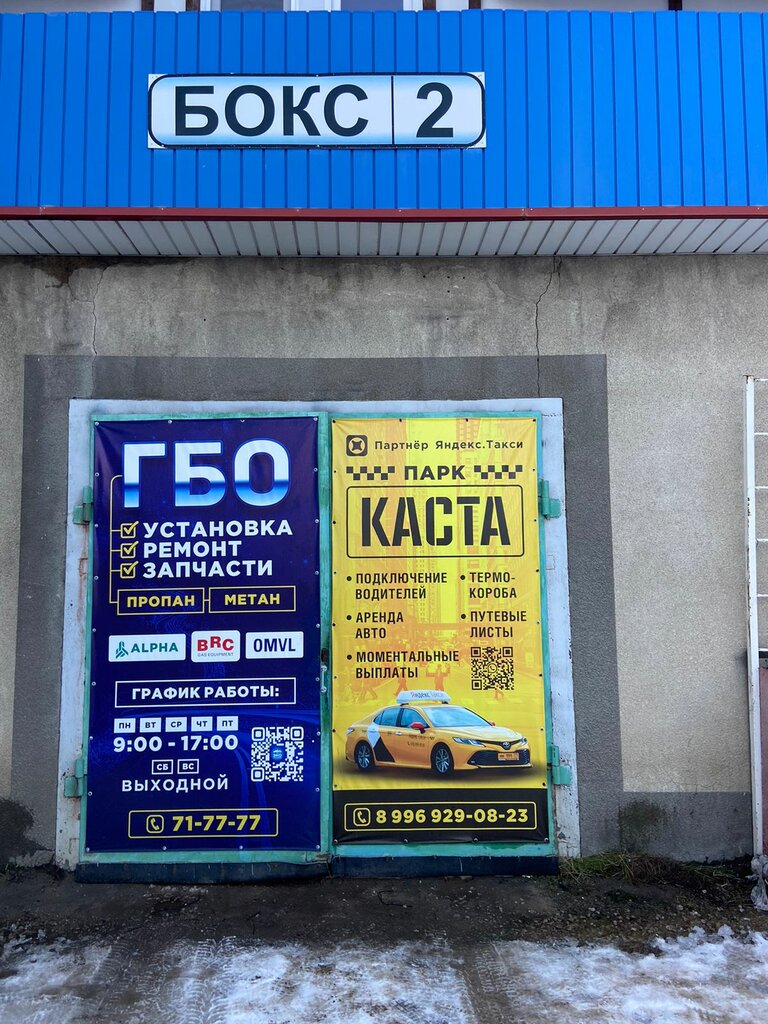 БОКС 2
ГБО
УСТАНОВКА
РЕМОНТ
ЗАПЧАСТИ
ПРОПАН МЕТАН
ALPHA BRC OMVL
GAS EQUIPMENT
ГРАФИК РАБОТЫ:
ПН ВТ СР ЧТ ПТ
9:00 - 17:00
СБ ВС
ВЫХОДНОЙ
71-77-77
Партнёр Яндекс.Такси
ПАРК
КАСТА
• ПОДКЛЮЧЕНИЕ
ВОДИТЕЛЕЙ
• АРЕНДА
АВТО
• МОМЕНТАЛЬНЫЕ
ВЫПЛАТЫ
• ТЕРМО-
КОРОБА
• ПУТЕВЫЕ
ЛИСТЫ
8 996 929-08-23